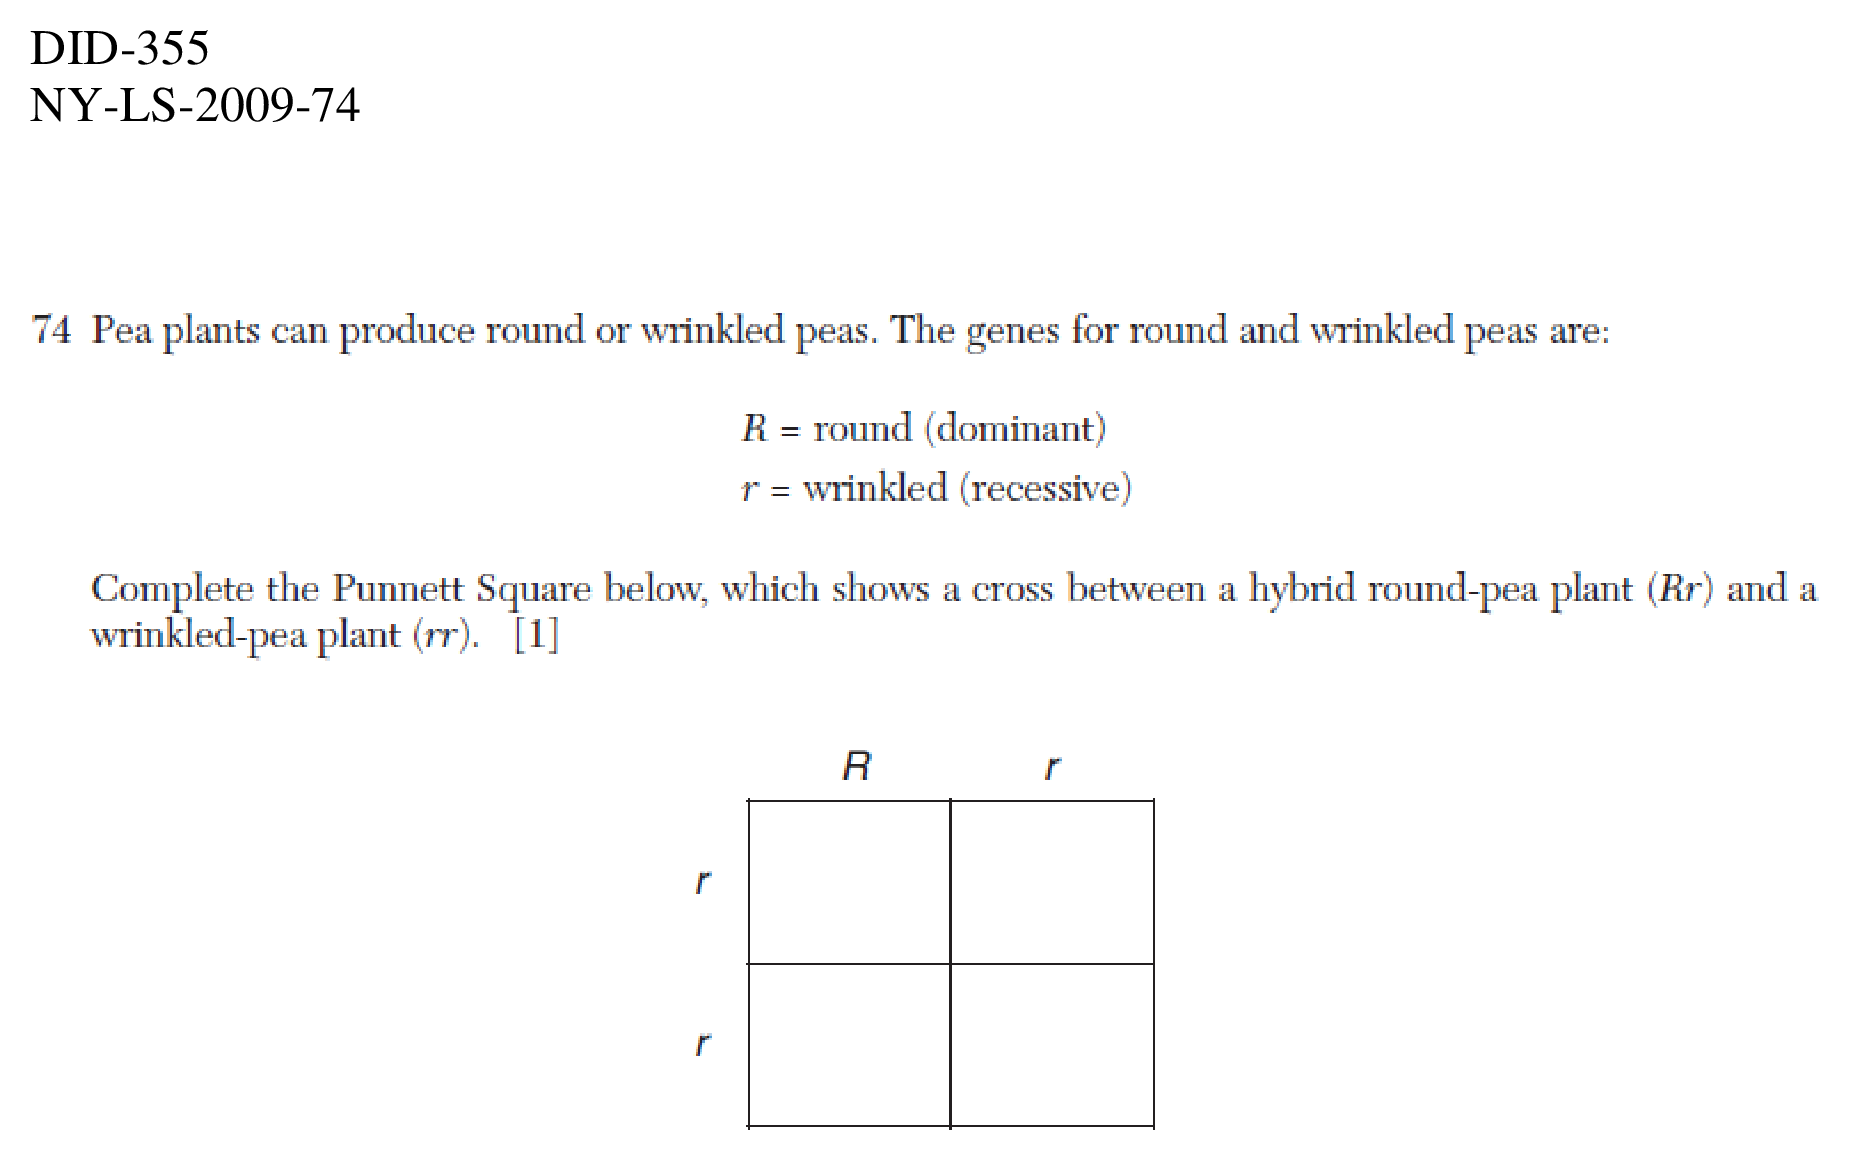 DID-355
NY-LS-2009-74
74 Pea plants can produce round or wrinkled peas. The genes for round and wrinkled peas are:
R = round (dominant)
r = wrinkled (recessive)
Complete the Punnett Square below, which shows a cross between a hybrid round-pea plant (Rr) and a
wrinkled-pea plant (rr). [1]
R r
r
r